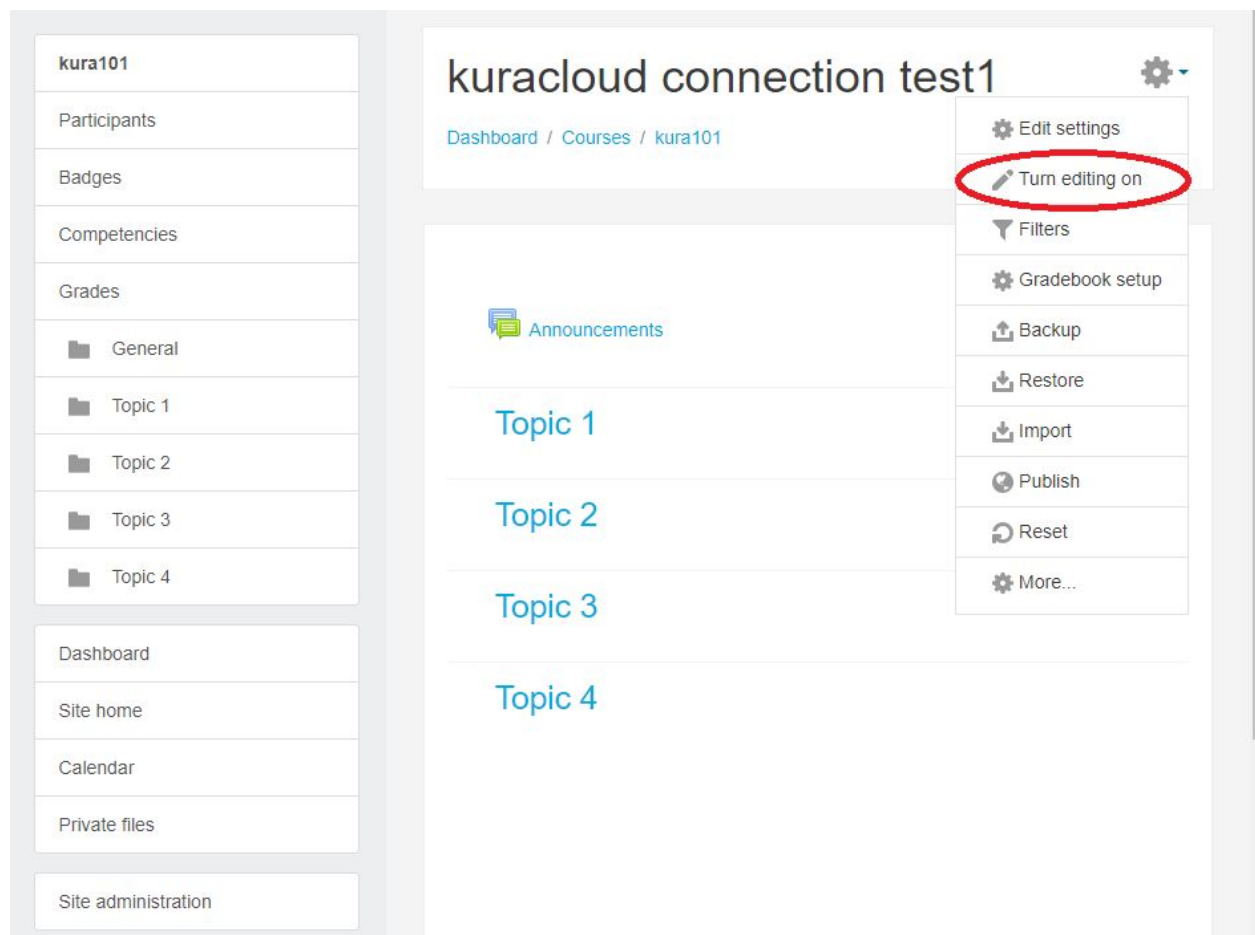 kura101
Participants
Badges
Competencies
Grades
General
Topic 1
Topic 2
Topic 3
Topic 4
Dashboard
Site home
Calendar
Private files
Site administration
kuracloud connection test1
Dashboard / Courses / kura101
Edit settings
Turn editing on
Filters
Gradebook setup
Backup
Restore
Import
Publish
Reset
More...
Announcements
Topic 1
Topic 2
Topic 3
Topic 4